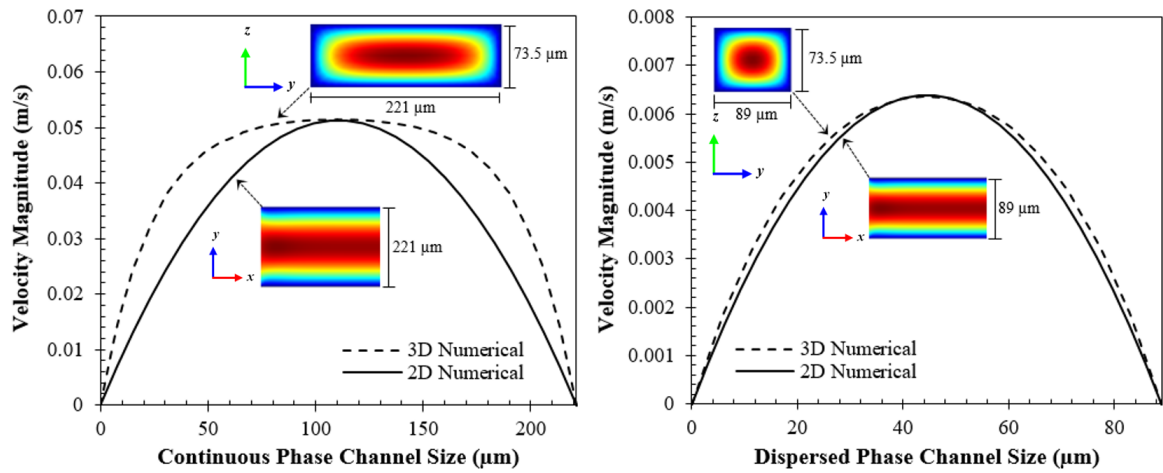 Velocity Magnitude (m/s)
0.07
0.06
0.05
0.04
0.03
0.02
0.01
0
z
y
73.5 µm
221 µm
y
x
221 µm
3D Numerical
2D Numerical
0
50
100
150
200
Continuous Phase Channel Size (µm)
Velocity Magnitude (m/s)
0.008
0.007
0.006
0.005
0.004
0.003
0.002
0.001
0
73.5 µm
89 µm
z
y
y
x
89 µm
3D Numerical
2D Numerical
0
20
40
60
80
Dispersed Phase Channel Size (µm)